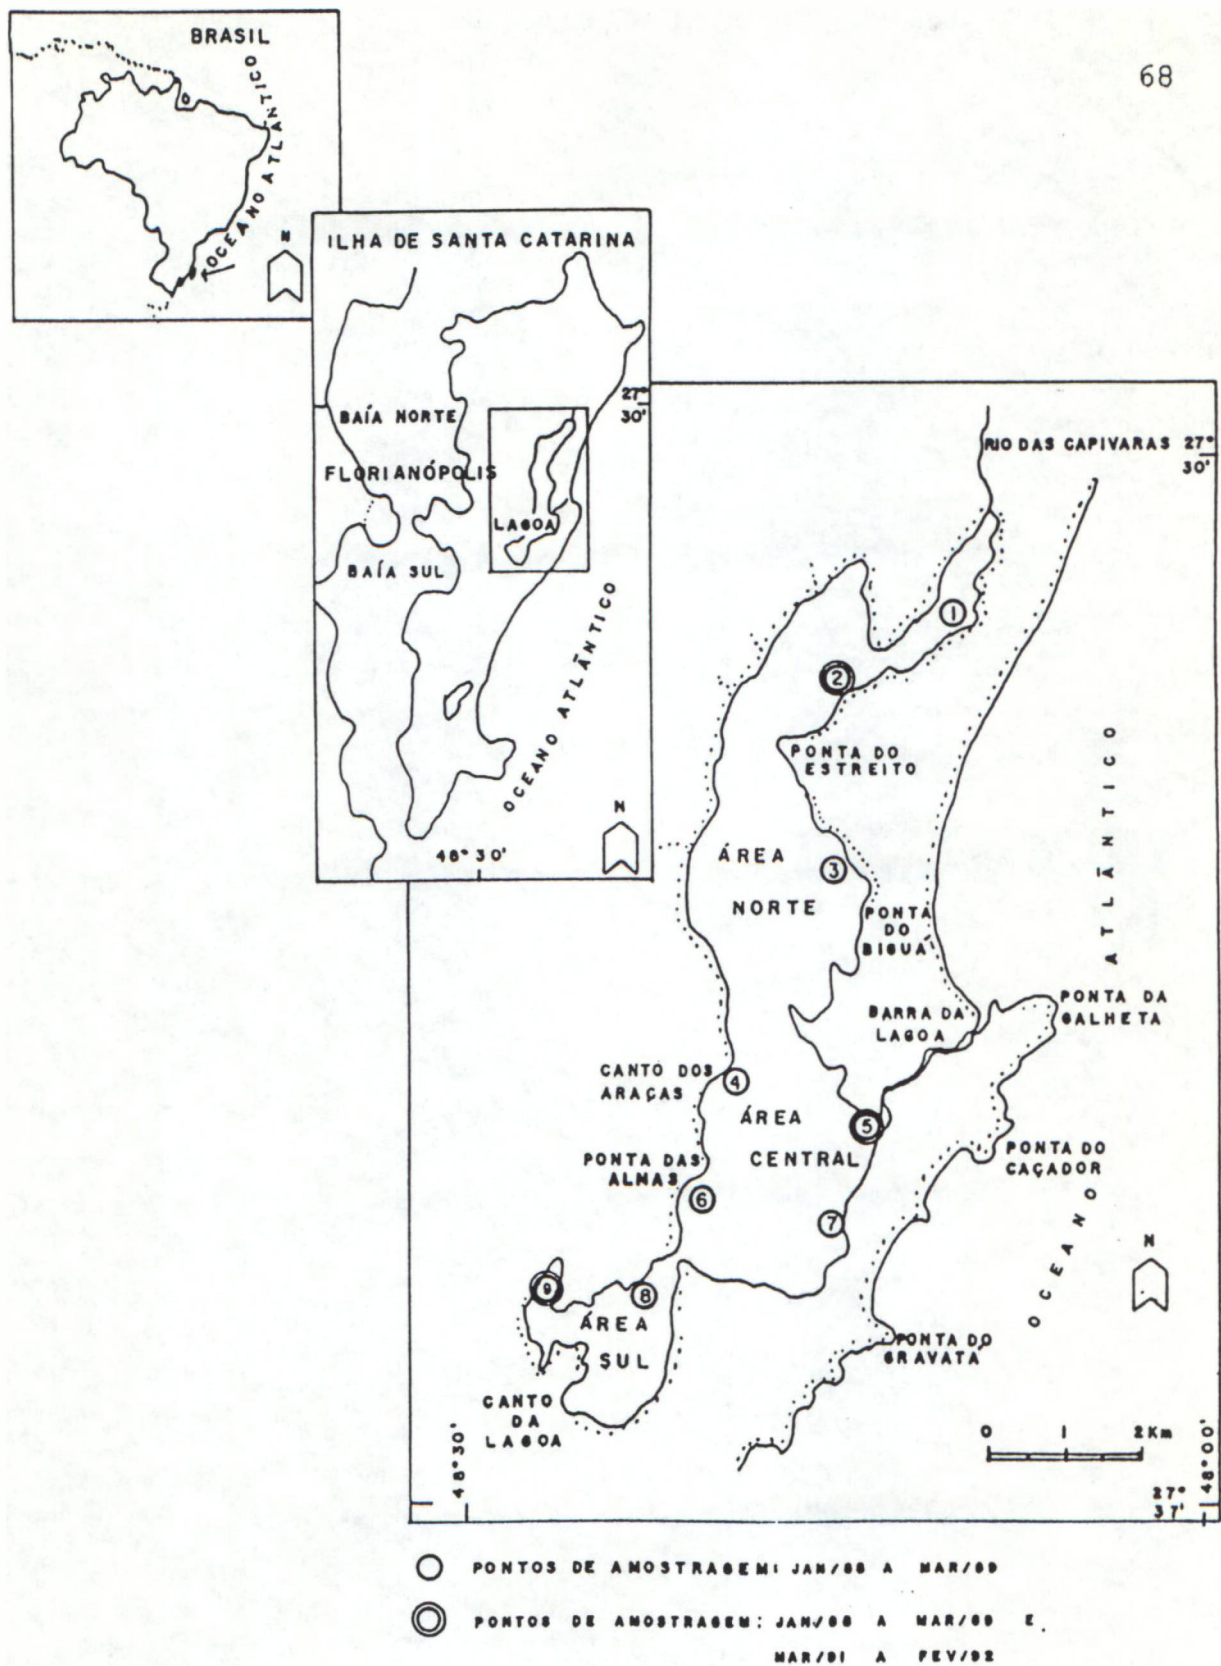 68
BRASIL
OCEANO ATLÂNTICO
N
ILHA DE SANTA CATARINA
27°
30'
BAÍA NORTE
FLORIANÓPOLIS
LAGOA
BAÍA SUL
OCEANO ATLÂNTICO
N
48° 30'
RIO DAS CAPIVARAS 27°
30'
1
2
PONTA DO
ESTREITO
ÁREA
NORTE
3
PONTA
DO
BIGUÁ
BARRA DA
LAGOA
PONTA DA
GALHETA
CANTO DOS
ARAÇAS
4
ÁREA
CENTRAL
5
PONTA DAS
ALMAS
6
7
PONTA DO
CAÇADOR
OCEANO ATLÂNTICO
N
9
8
ÁREA
SUL
PONTA DO
GRAVATÁ
CANTO
DA
LAGOA
0 1 2Km
48°30'
48°00'
27°
37'
PONTOS DE AMOSTRAGEM: JAN/88 A MAR/89
PONTOS DE AMOSTRAGEM: JAN/88 A MAR/89 E
MAR/91 A FEV/92